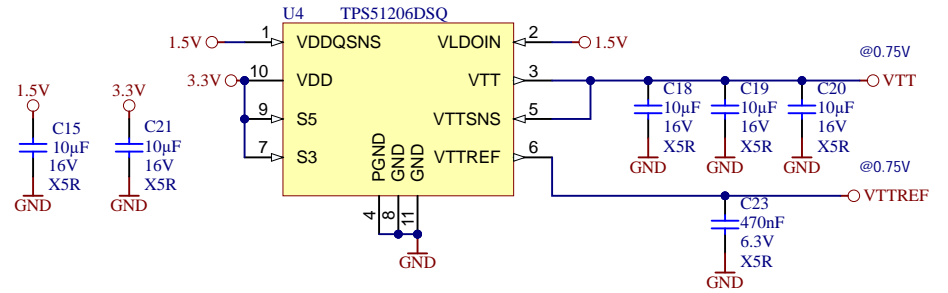 U4 TPS51206DSQ
1.5V 1 VDDQSNS VLDOIN 2 1.5V
@0.75V
3.3V 10 VDD VTT 3 VTT
1.5V 3.3V
9 S5 VTTSNS 5
C18 C19 C20
10µF 10µF 10µF
16V 16V 16V
X5R X5R X5R
GND GND GND
C15 C21
10µF 10µF
16V 16V
X5R X5R
GND GND
7 S3 VTTREF 6
@0.75V
VTTREF
PGND GND GND
4 8 11
GND
C23
470nF
6.3V
X5R
GND